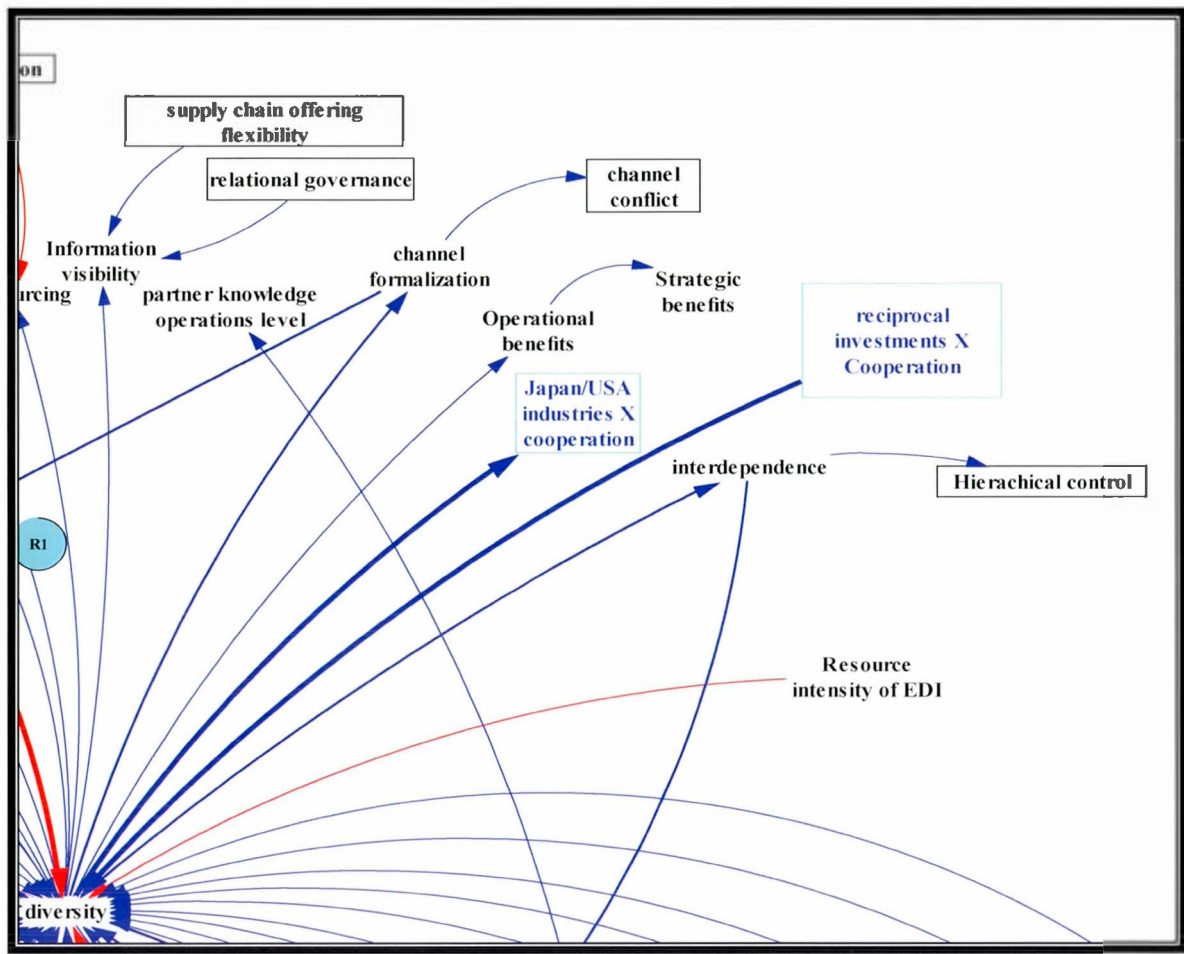 on
supply chain offering
flexibility
relational governance
channel
conflict
Information
visibility
urcing
partner knowledge
operations level
channel
formalization
Operational
benefits
Strategic
benefits
reciprocal
investments X
Cooperation
Japan/USA
industries X
cooperation
interdependence
Hierachical control
R1
Resource
intensity of EDI
diversity